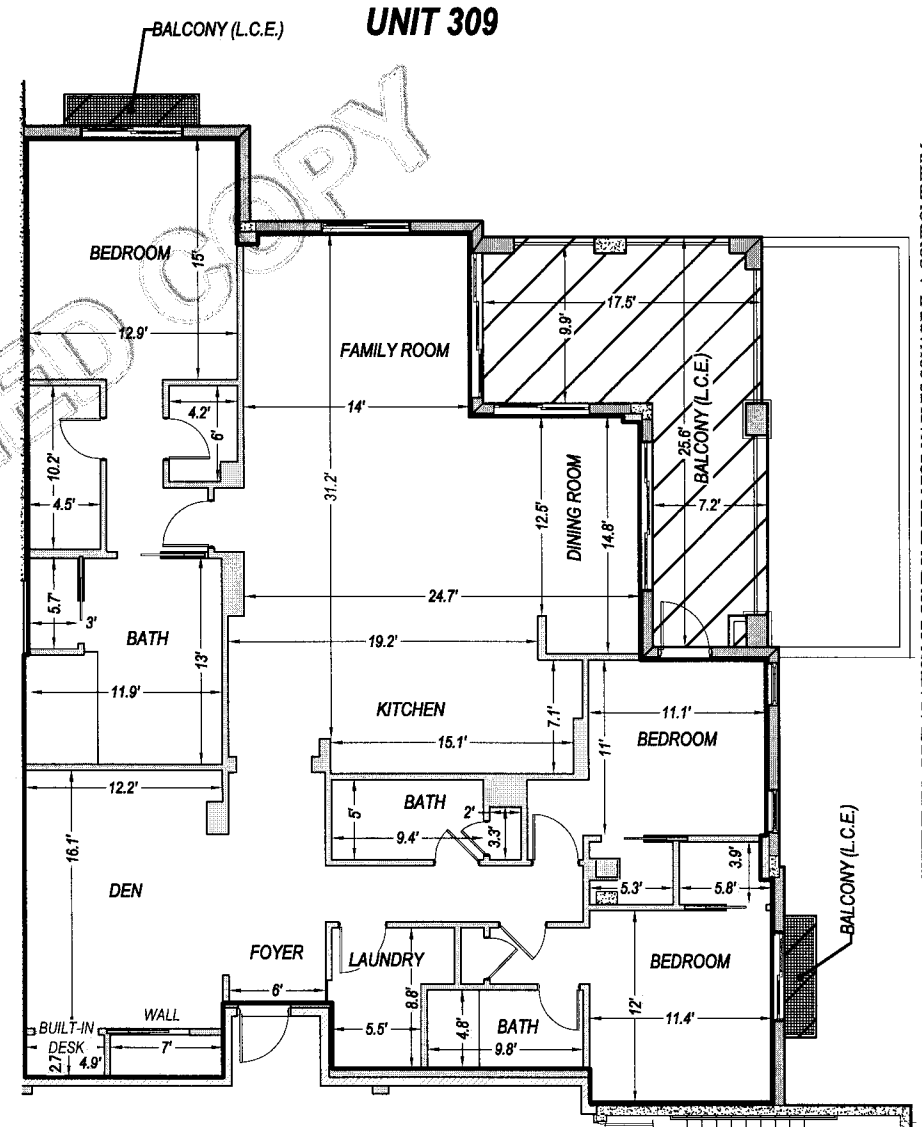 UNIT 309
BALCONY (L.C.E.)
COPY
ED
BEDROOM
15'
12.9'
FAMILY ROOM
14'
9.9'
17.5'
25.6'
BALCONY (L.C.E.)
7.2'
4.2'
6'
10.2'
4.5'
31.2'
12.5'
DINING ROOM
14.8'
24.7'
5.7'
3'
BATH
13'
11.9'
19.2'
KITCHEN
7.1'
15.1'
11.1'
BEDROOM
11'
12.2'
16.1'
DEN
BATH
5'
9.4'
2'
3.3'
5.3'
5.8'
3.9'
BALCONY (L.C.E.)
FOYER
6'
LAUNDRY
8.8'
5.5'
BEDROOM
12'
11.4'
WALL
BUILT-IN
DESK
2.7'
4.9'
7'
4.8'
BATH
9.8'